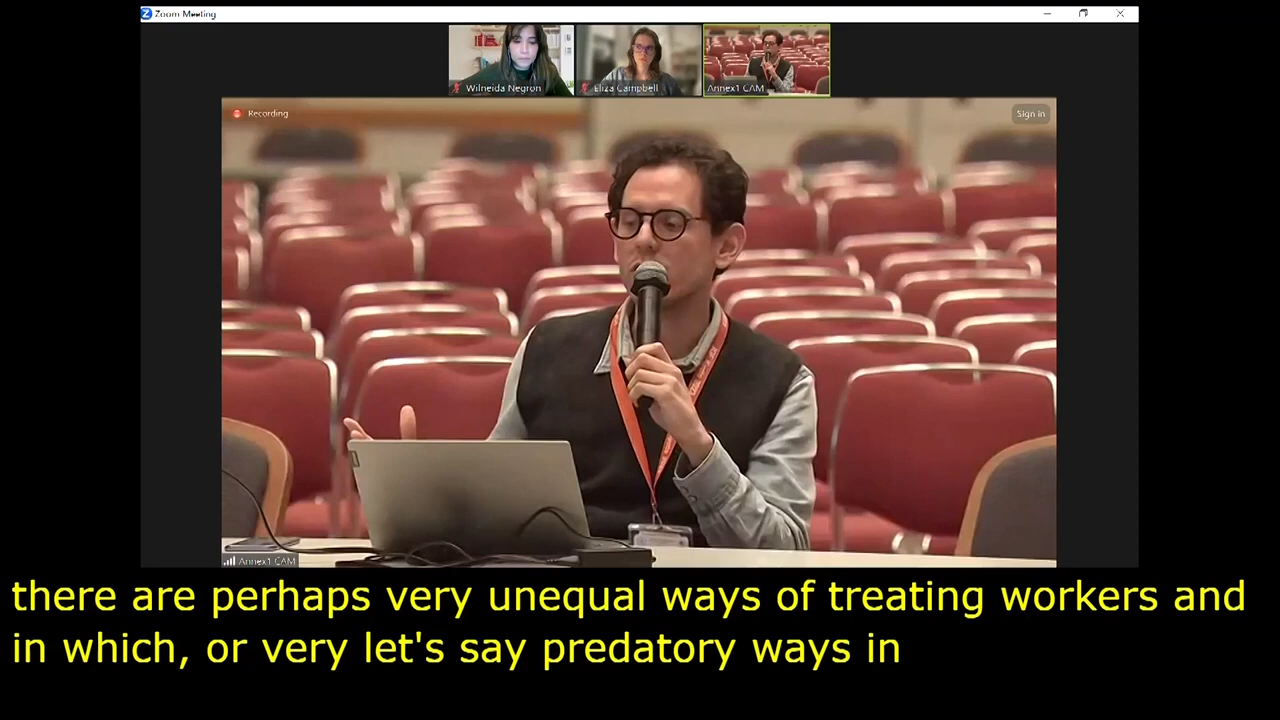 Zoom Meeting
Wilneida Negrón
Eliza Campbell
Annex1 CAM
Recording
Sign in
Annex1 CAM
there are perhaps very unequal ways of treating workers and
in which, or very let's say predatory ways in